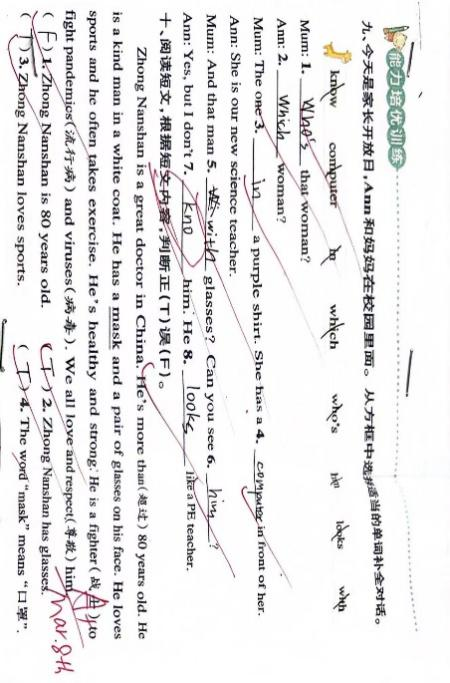 能力培优训练
九、今天是家长开放日,Ann和妈妈在校园里面。从方框中选择适当的单词补全对话。
know computer in which who's him looks with
Mum: 1. Who's that woman?
Ann: 2. Which woman?
Mum: The one 3. in a purple shirt. She has a 4. computer in front of her.
Ann: She is our new science teacher.
Mum: And that man 5. with glasses? Can you see 6. him?
Ann: Yes, but I don't 7. kno him. He 8. looks like a PE teacher.
十、阅读短文,根据短文内容,判断正(T)误(F)。
Zhong Nanshan is a great doctor in China. He's more than(超过) 80 years old. He
is a kind man in a white coat. He has a mask and a pair of glasses on his face. He loves
sports and he often takes exercise. He's healthy and strong. He is a fighter(战士) to
fight pandemics(流行病) and viruses(病毒). We all love and respect(尊敬) him.
(F) 1. Zhong Nanshan is 80 years old. (T) 2. Zhong Nanshan has glasses.
(T) 3. Zhong Nanshan loves sports. (T) 4. The word "mask" means "口罩".
Mar. 8th